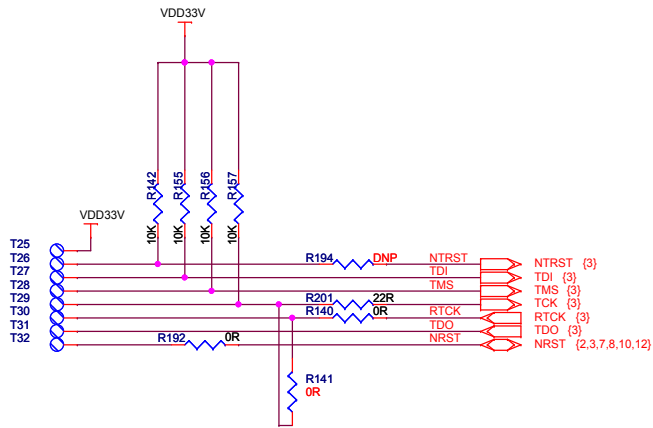 VDD33V
R142
R155
R156
R157
10K
10K
10K
10K
VDD33V
T25
T26
T27
T28
T29
T30
T31
T32
R194 DNP NTRST NTRST {3}
TDI TDI {3}
TMS TMS {3}
R201 22R TCK {3}
R140 0R RTCK RTCK {3}
TDO TDO {3}
R192 0R NRST NRST {2,3,7,8,10,12}
R141
0R